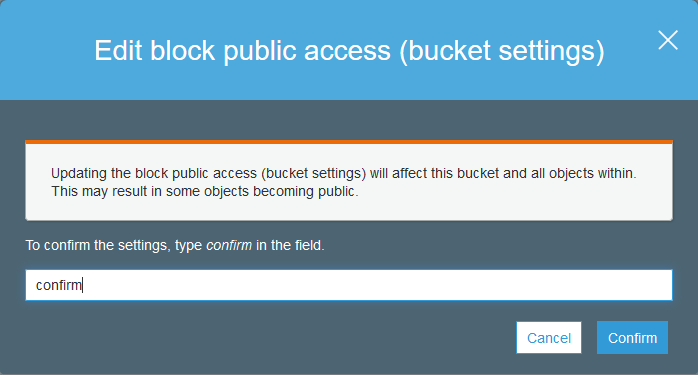 Edit block public access (bucket settings)
Updating the block public access (bucket settings) will affect this bucket and all objects within.
This may result in some objects becoming public.
To confirm the settings, type confirm in the field.
confirm
Cancel
Confirm